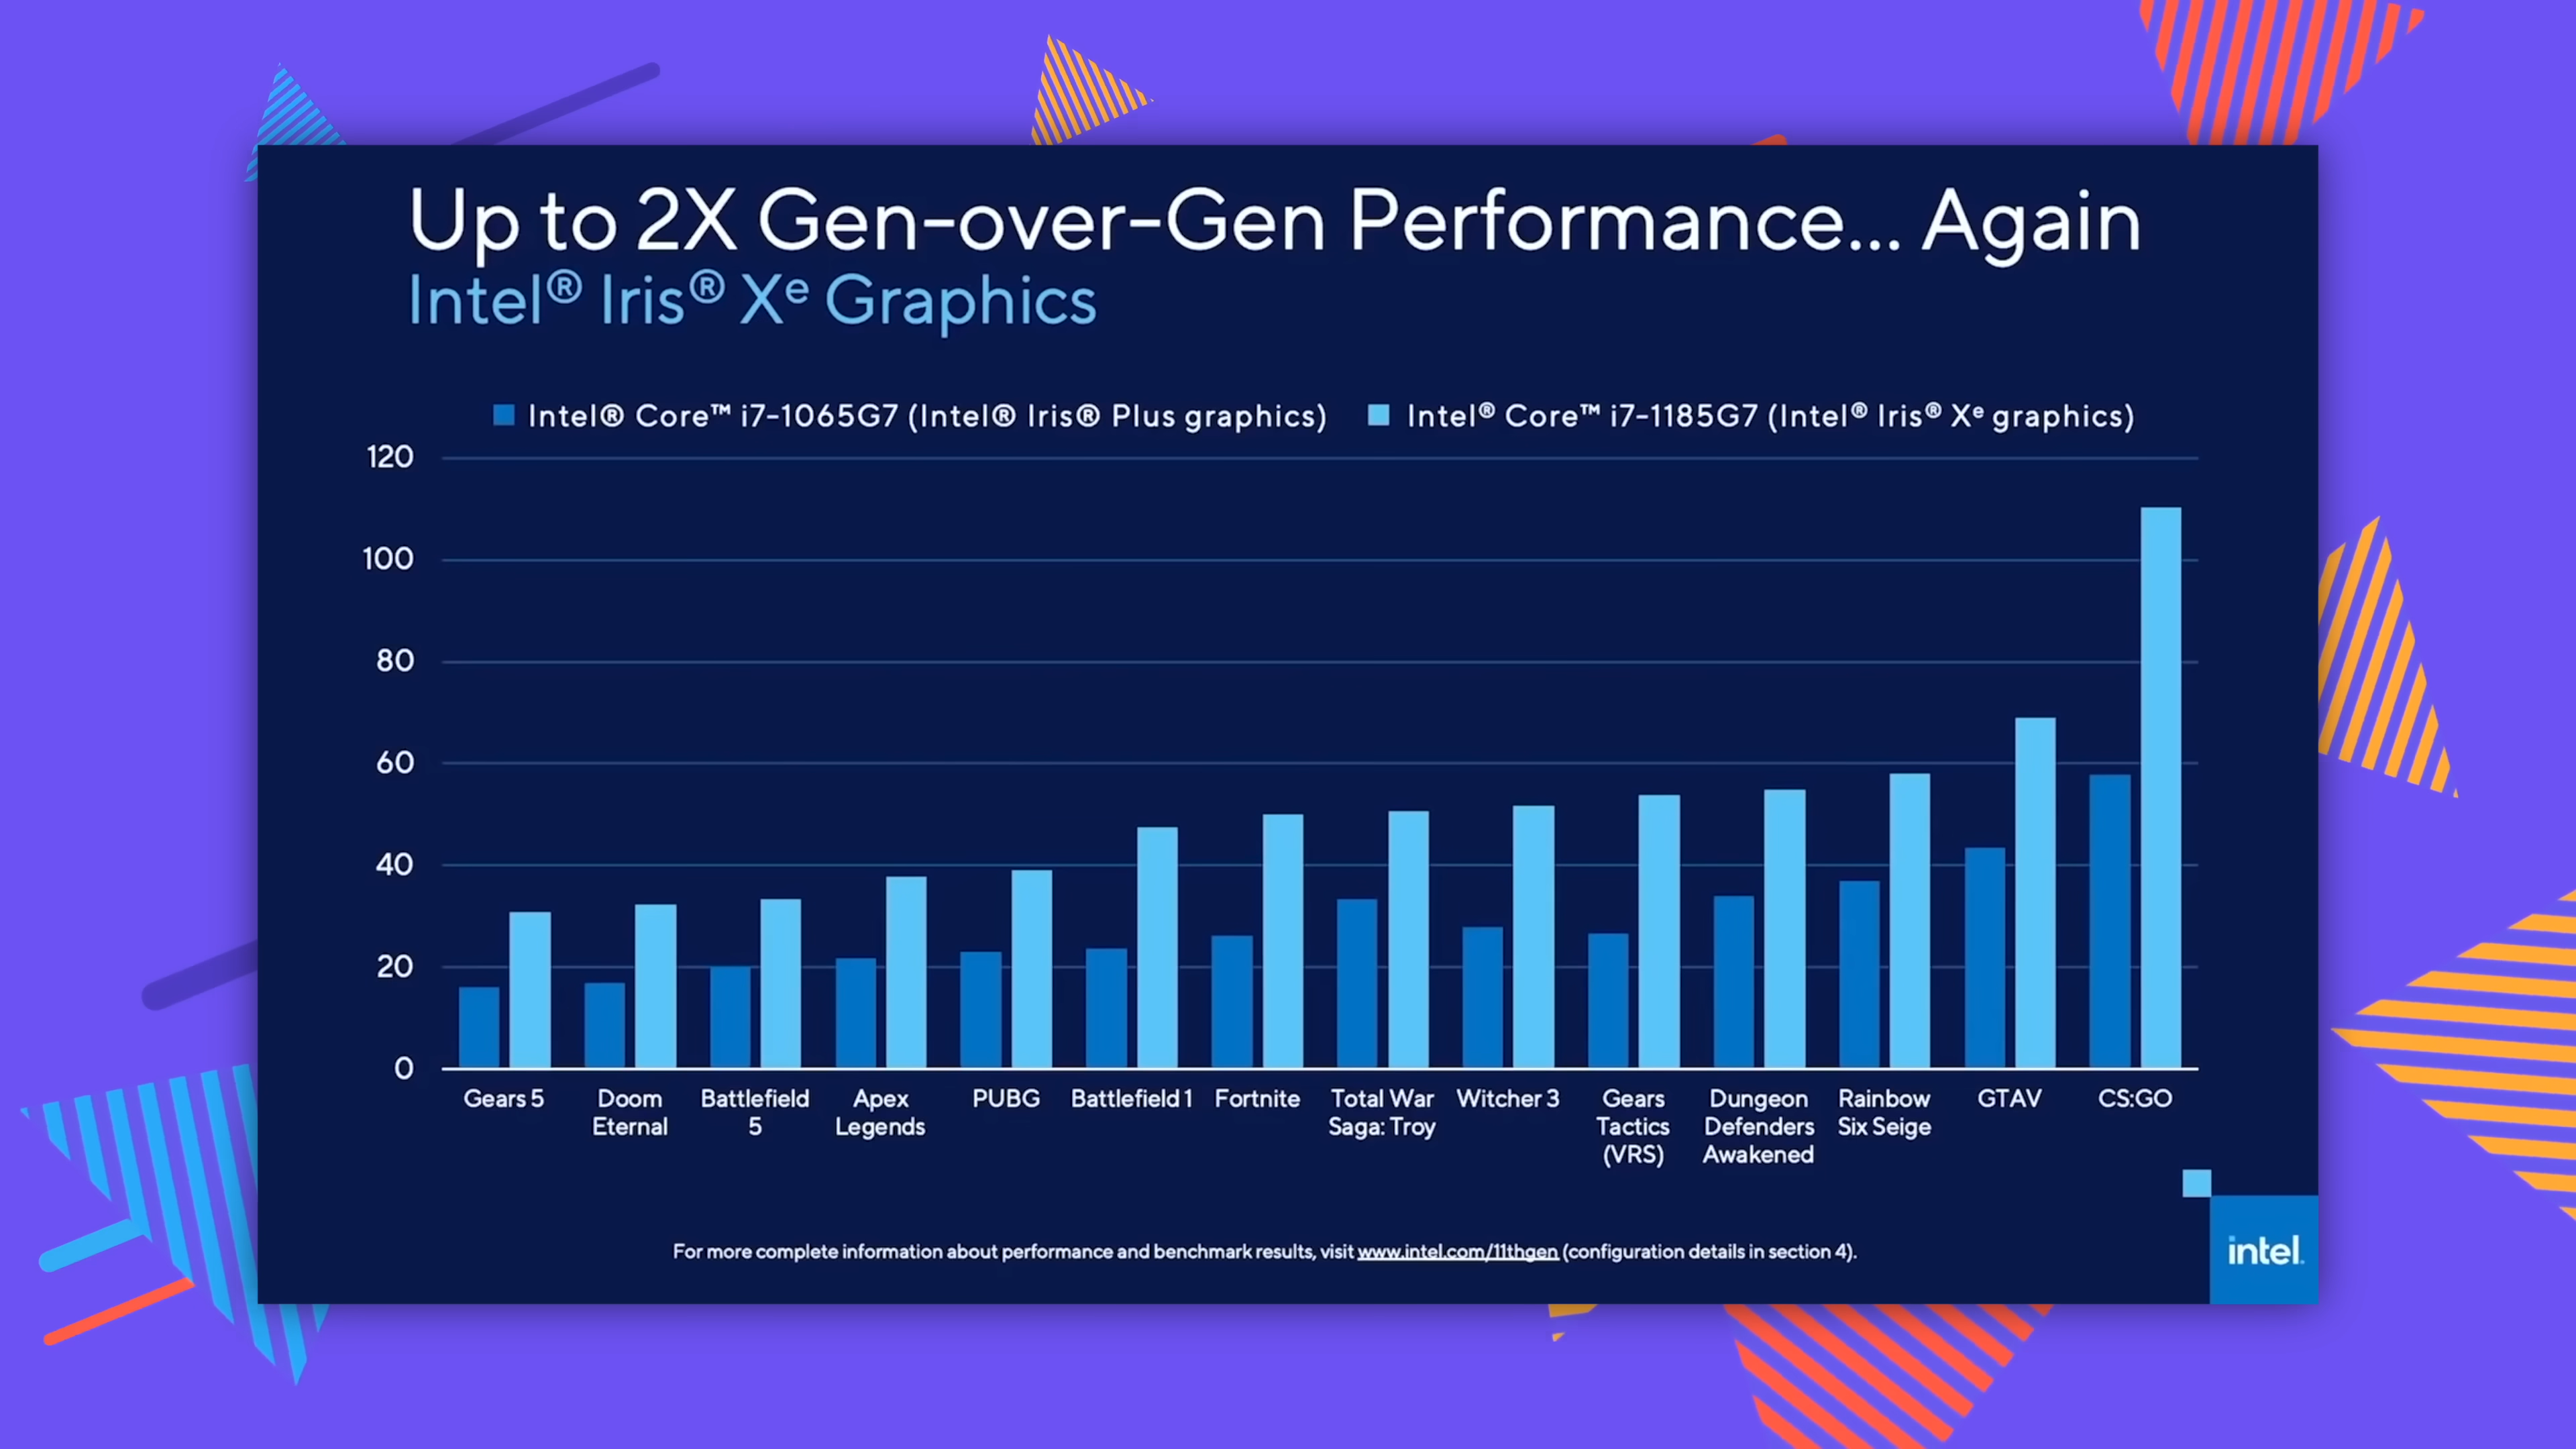 Up to 2X Gen-over-Gen Performance... Again
Intel® Iris® Xᵉ Graphics
Intel® Core™ i7-1065G7 (Intel® Iris® Plus graphics)
Intel® Core™ i7-1185G7 (Intel® Iris® Xᵉ graphics)
120
100
80
60
40
20
0
Gears 5
Doom
Eternal
Battlefield
5
Apex
Legends
PUBG
Battlefield 1
Fortnite
Total War
Saga: Troy
Witcher 3
Gears
Tactics
(VRS)
Dungeon
Defenders
Awakened
Rainbow
Six Seige
GTAV
CS:GO
For more complete information about performance and benchmark results, visit www.intel.com/11thgen (configuration details in section 4).
intel.